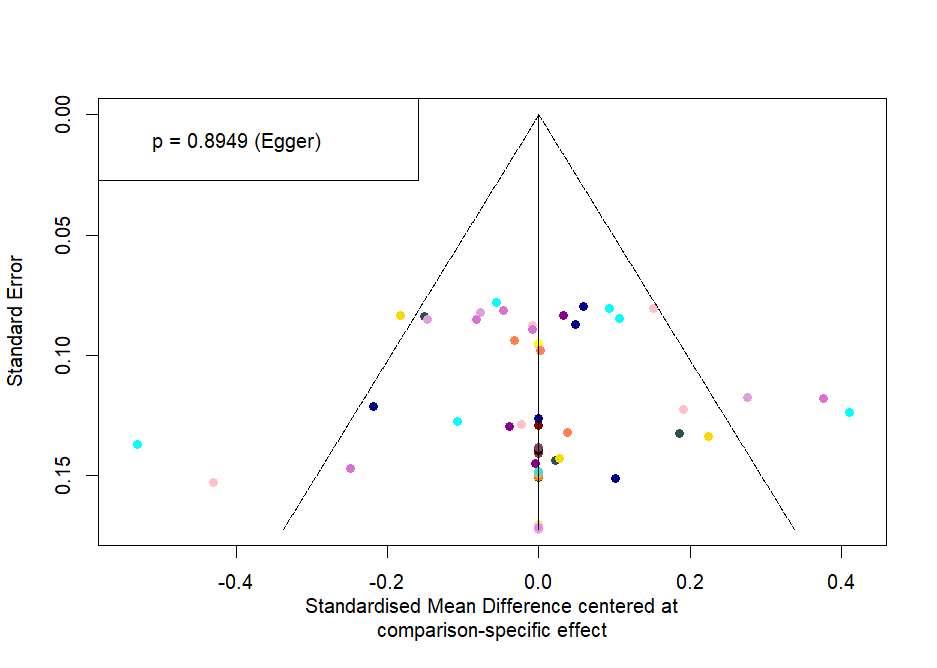 p = 0.8949 (Egger)
Standard Error
0.00
0.05
0.10
0.15
-0.4
-0.2
0.0
0.2
0.4
Standardised Mean Difference centered at
comparison-specific effect